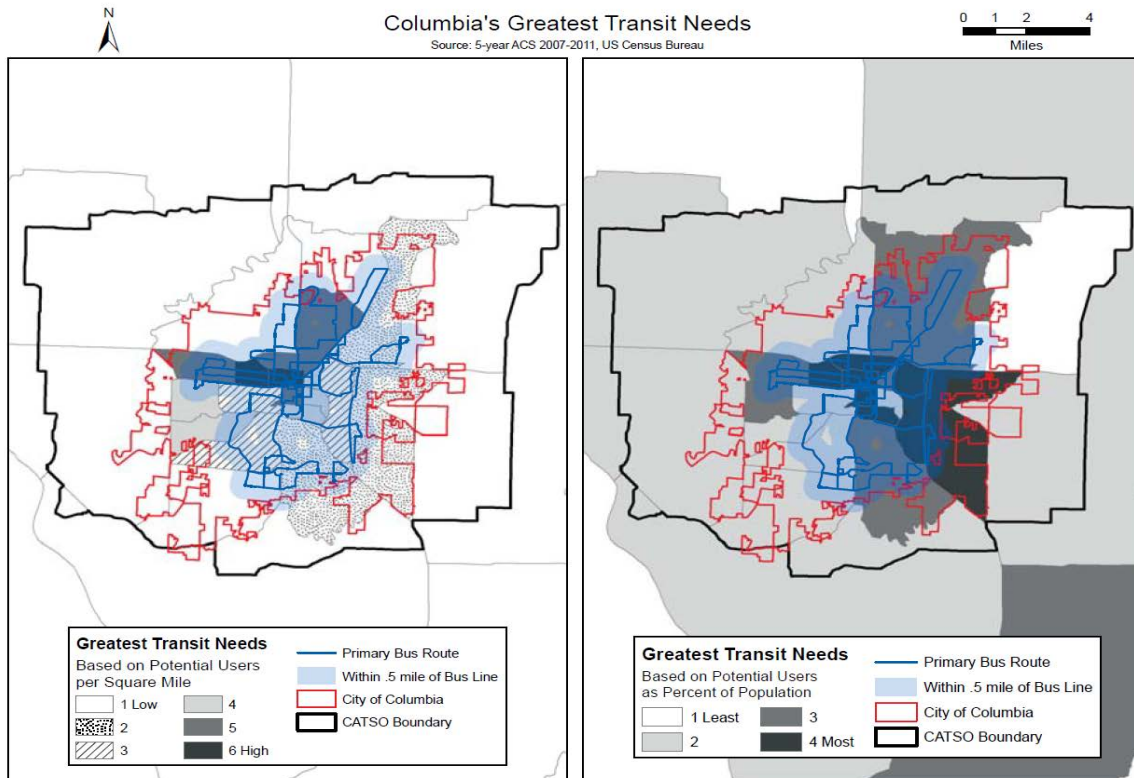 N
Columbia's Greatest Transit Needs
Source: 5-year ACS 2007-2011, US Census Bureau
0 1 2 4
Miles
Greatest Transit Needs
Based on Potential Users
per Square Mile
1 Low
2
3
4
5
6 High
Primary Bus Route
Within .5 mile of Bus Line
City of Columbia
CATSO Boundary
Greatest Transit Needs
Based on Potential Users
as Percent of Population
1 Least
2
3
4 Most
Primary Bus Route
Within .5 mile of Bus Line
City of Columbia
CATSO Boundary